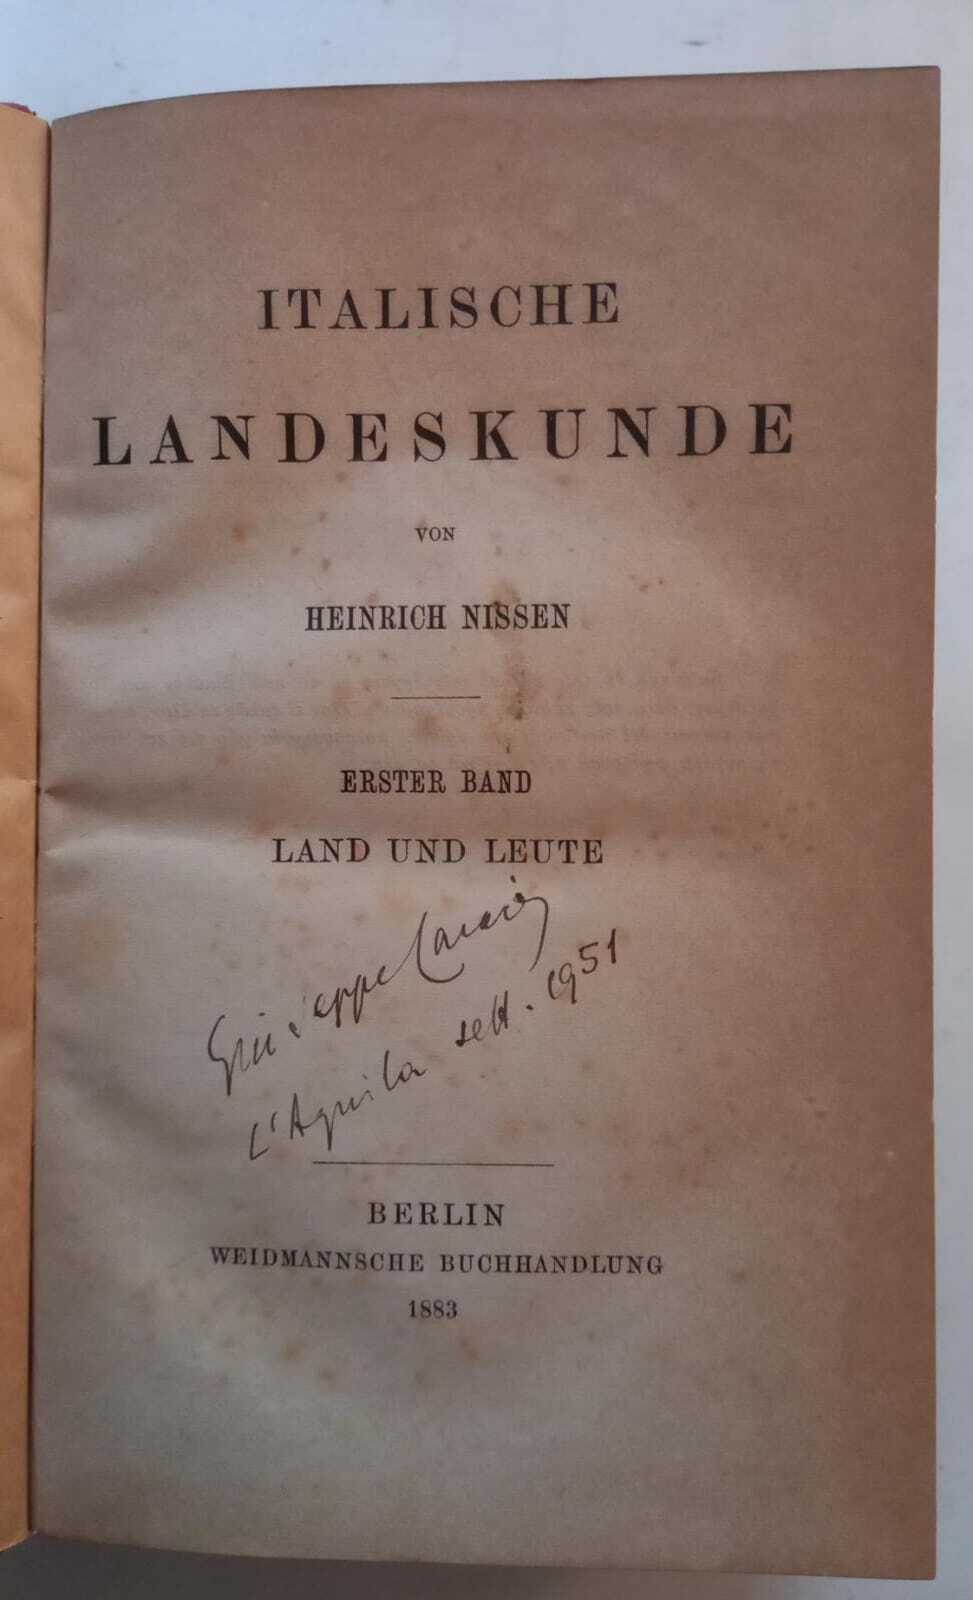 ITALISCHE
LANDESKUNDE
VON
HEINRICH NISSEN
ERSTER BAND
LAND UND LEUTE
Giuseppe
L'Aquila sett. 1951
BERLIN
WEIDMANNSCHE BUCHHANDLUNG
1883